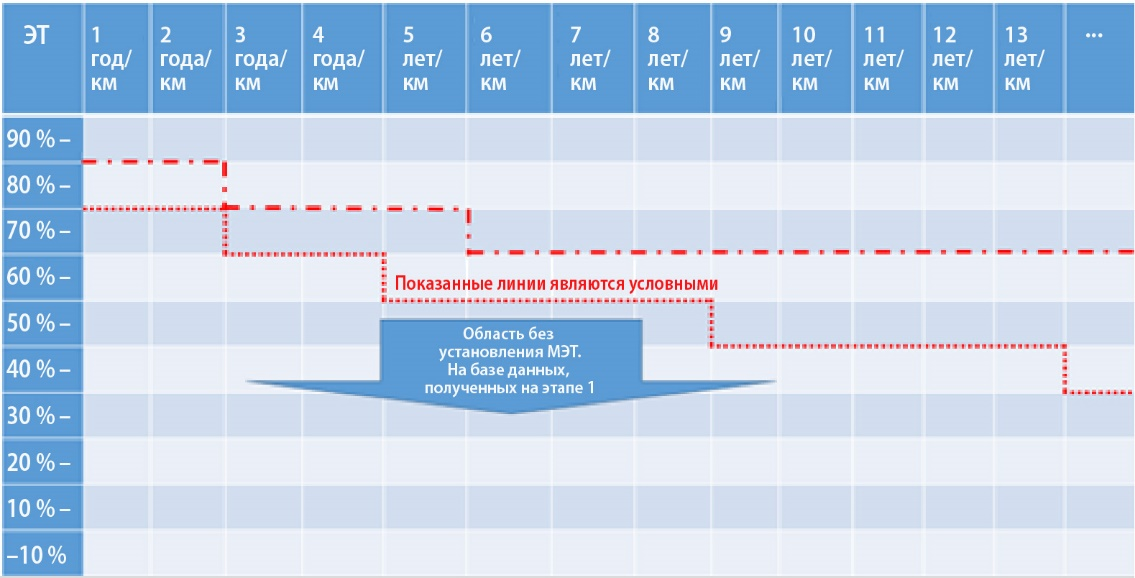 ЭТ
1 год/ км
2 года/ км
3 года/ км
4 года/ км
5 лет/ км
6 лет/ км
7 лет/ км
8 лет/ км
9 лет/ км
10 лет/ км
11 лет/ км
12 лет/ км
13 лет/ км
...
90 % –
80 % –
70 % –
60 % –
Показанные линии являются условными
50 % –
Область без
установления МЭТ.
На базе данных,
полученных на этапе 1
40 % –
30 % –
20 % –
10 % –
–10 %